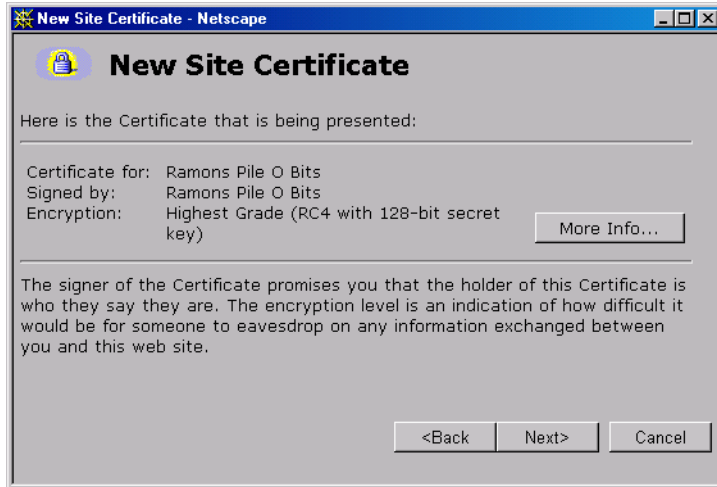 New Site Certificate - Netscape
New Site Certificate
Here is the Certificate that is being presented:
Certificate for: Ramons Pile O Bits
Signed by: Ramons Pile O Bits
Encryption: Highest Grade (RC4 with 128-bit secret
key)
More Info...
The signer of the Certificate promises you that the holder of this Certificate is
who they say they are. The encryption level is an indication of how difficult it
would be for someone to eavesdrop on any information exchanged between
you and this web site.
<Back Next> Cancel